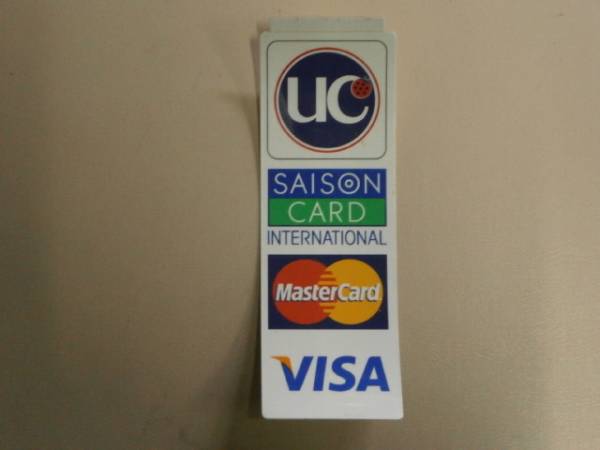 UC
SAISON
CARD
INTERNATIONAL
MasterCard
VISA